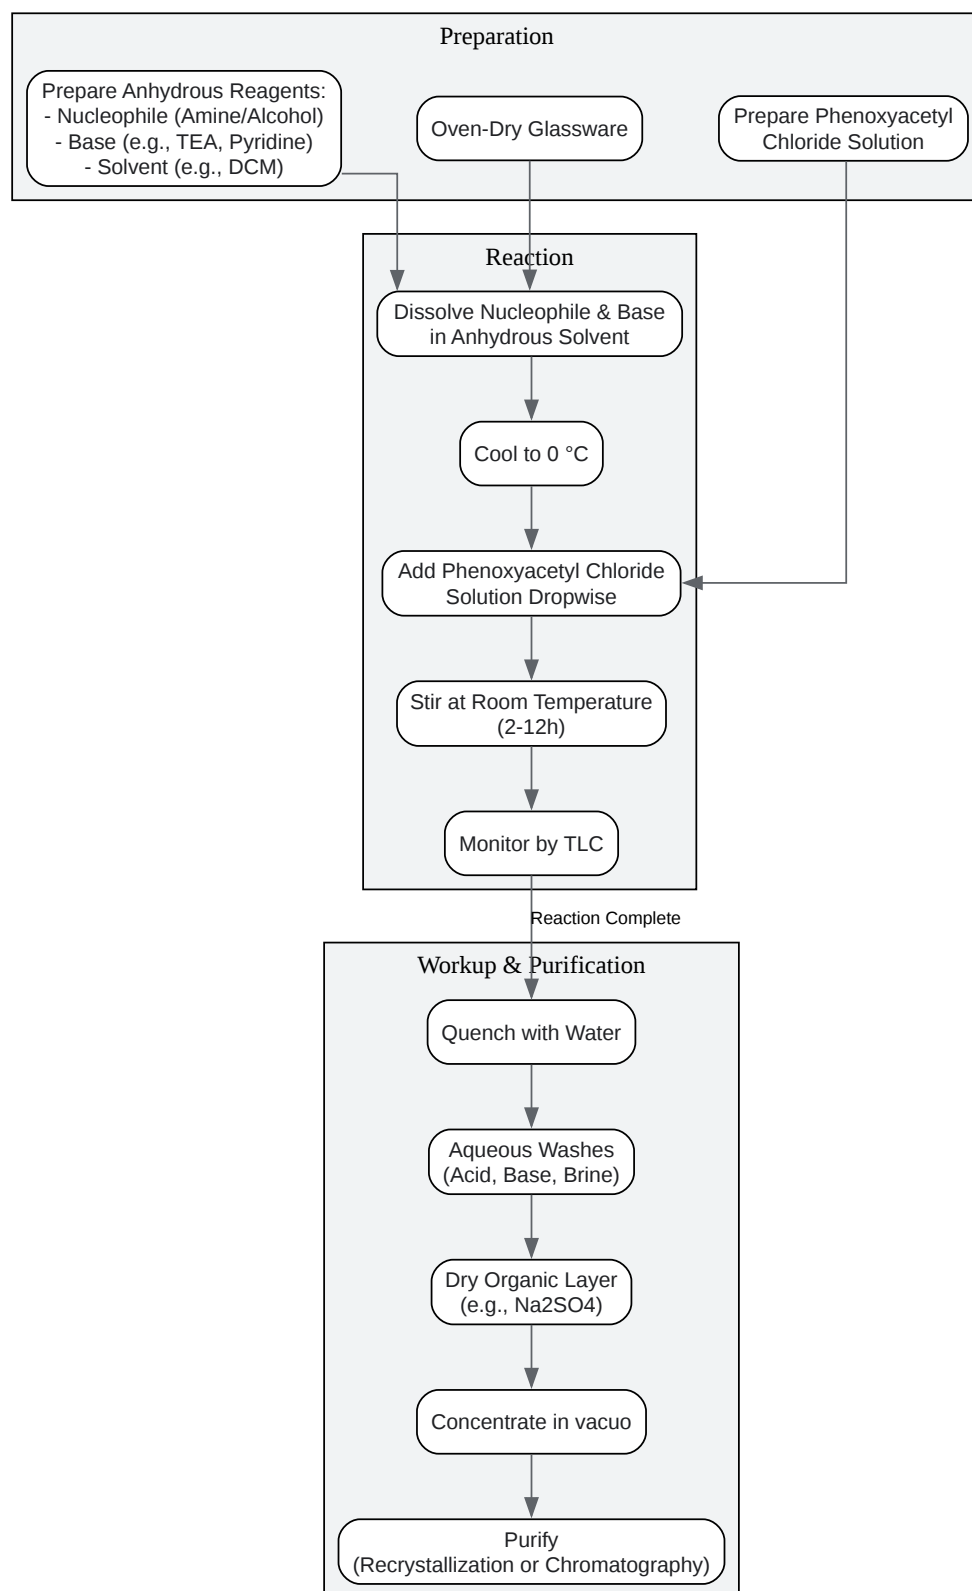 Preparation
Prepare Anhydrous Reagents:
- Nucleophile (Amine/Alcohol)
- Base (e.g., TEA, Pyridine)
- Solvent (e.g., DCM)
Oven-Dry Glassware
Prepare Phenoxyacetyl
Chloride Solution
Reaction
Dissolve Nucleophile & Base
in Anhydrous Solvent
Cool to 0 °C
Add Phenoxyacetyl Chloride
Solution Dropwise
Stir at Room Temperature
(2-12h)
Monitor by TLC
Reaction Complete
Workup & Purification
Quench with Water
Aqueous Washes
(Acid, Base, Brine)
Dry Organic Layer
(e.g., Na2SO4)
Concentrate in vacuo
Purify
(Recrystallization or Chromatography)